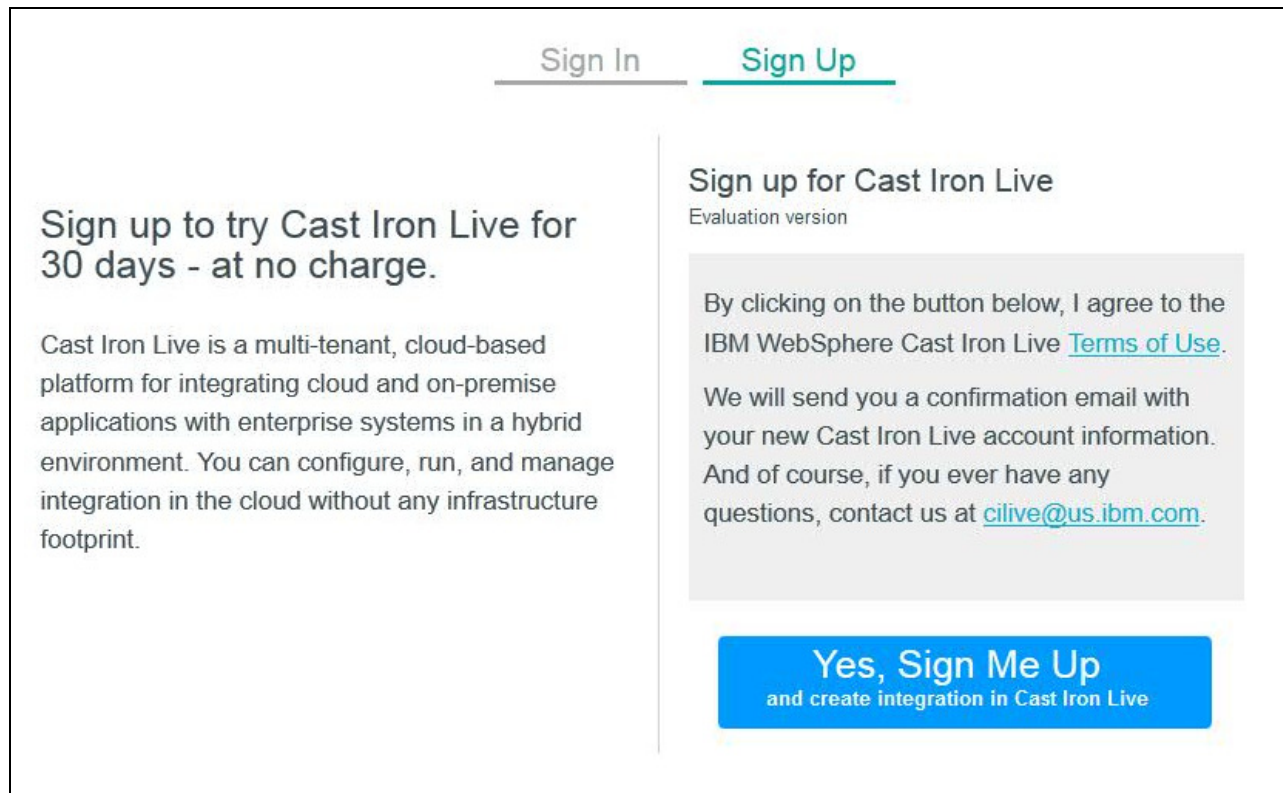 Sign In
Sign Up
Sign up to try Cast Iron Live for
30 days - at no charge.
Cast Iron Live is a multi-tenant, cloud-based
platform for integrating cloud and on-premise
applications with enterprise systems in a hybrid
environment. You can configure, run, and manage
integration in the cloud without any infrastructure
footprint.
Sign up for Cast Iron Live
Evaluation version
By clicking on the button below, I agree to the
IBM WebSphere Cast Iron Live Terms of Use.
We will send you a confirmation email with
your new Cast Iron Live account information.
And of course, if you ever have any
questions, contact us at cilive@us.ibm.com.
Yes, Sign Me Up
and create integration in Cast Iron Live